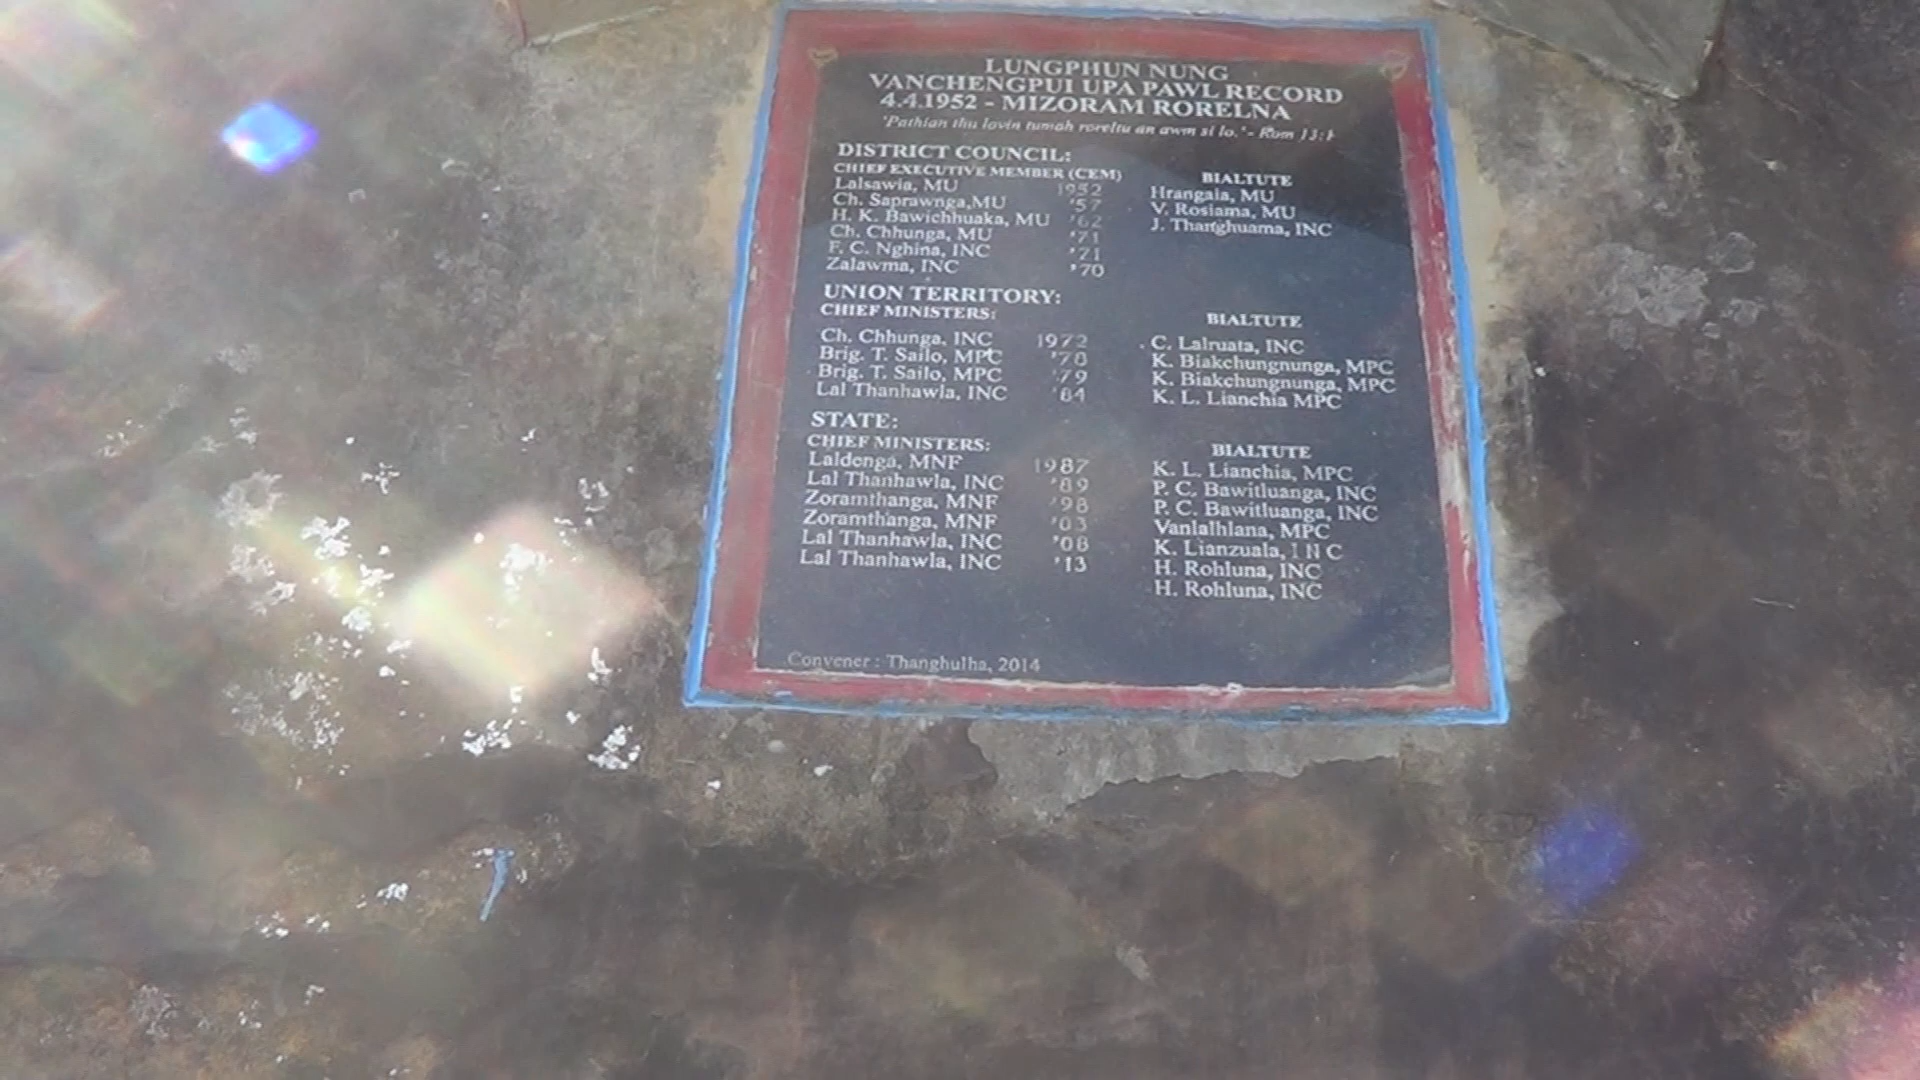 LUNGPHUN NUNG
VANCHENGPUI UPA PAWL RECORD
4.4.1952 - MIZORAM RORELNA
'Pathian thu lovin tumah roreltu an awm si lo.' - Rom 13:1
DISTRICT COUNCIL:
CHIEF EXECUTIVE MEMBER (CEM)
Lalsawia, MU 1952
Ch. Saprawnga,MU '57
H. K. Bawichhuaka, MU '62
Ch. Chhunga, MU '71
F. C. Nghina, INC '71
Zalawma, INC '70
BIALTUTE
Hrangaia, MU
V. Rosiama, MU
J. Thanghuama, INC
UNION TERRITORY:
CHIEF MINISTERS:
Ch. Chhunga, INC 1972
Brig. T. Sailo, MPC '78
Brig. T. Sailo, MPC '79
Lal Thanhawla, INC '84
BIALTUTE
C. Lalruata, INC
K. Biakchungnunga, MPC
K. Biakchungnunga, MPC
K. L. Lianchia MPC
STATE:
CHIEF MINISTERS:
Laldenga, MNF 1987
Lal Thanhawla, INC '89
Zoramthanga, MNF '98
Zoramthanga, MNF '03
Lal Thanhawla, INC '08
Lal Thanhawla, INC '13
BIALTUTE
K. L. Lianchia, MPC
P. C. Bawitluanga, INC
P. C. Bawitluanga, INC
Vanlalhlana, MPC
K. Lianzuala, I N C
H. Rohluna, INC
H. Rohluna, INC
Convener : Thanghulha, 2014